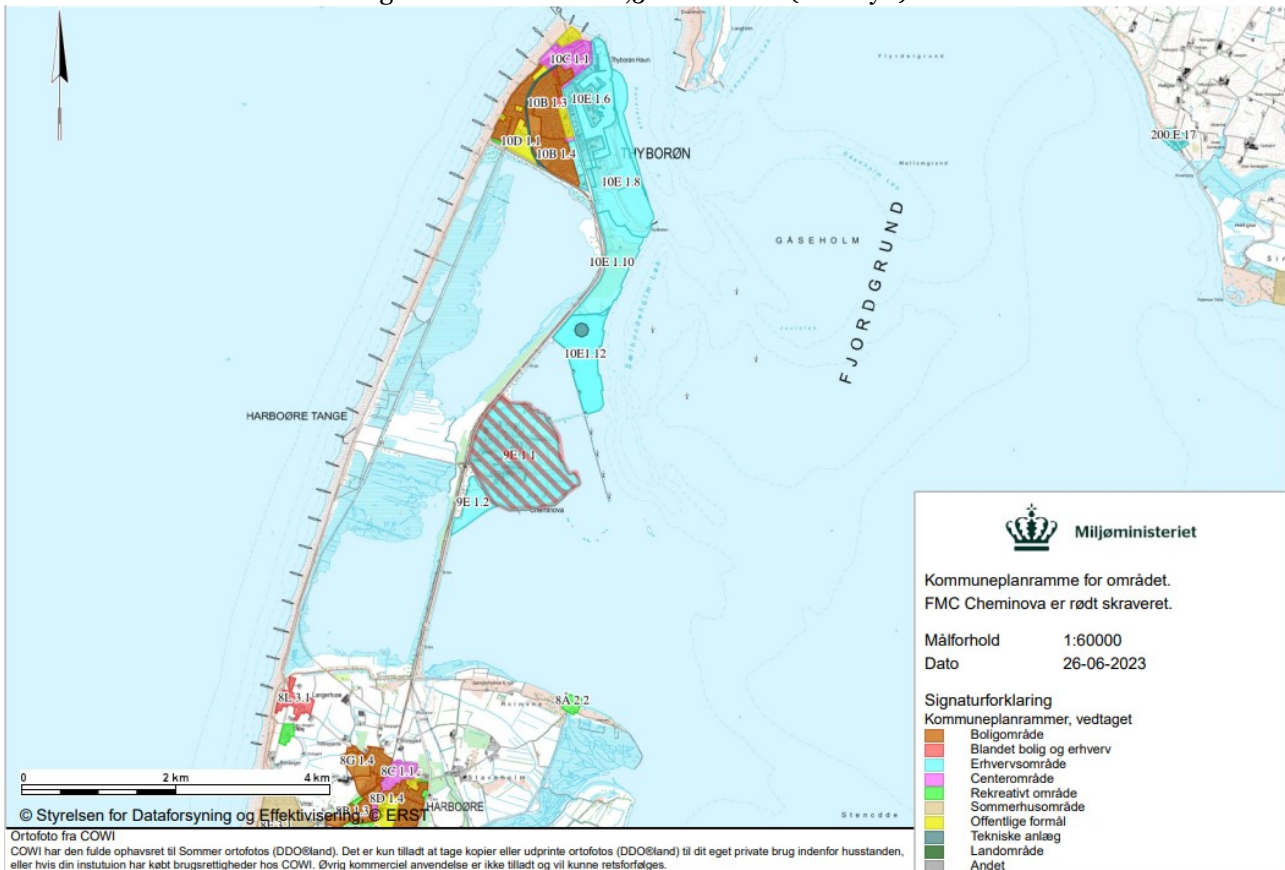 10C 1.1
Thyborøn Havn
10B 1.3
10E 1.6
10D 1.1
10B 1.4
THYBORØN
10E 1.8
200.E.17
GÅSEHOLM
FJORDGRUND
10E 1.10
10E1.12
HARBOØRE TANGE
9E 1.1
9E 1.2
Cheminova
8L 3.1
Langerhuse
8Å 2.2
8G 1.4
8C 1.1
8D 1.4
8B 1.3
HARBOØRE
0 2 km 4 km
© Styrelsen for Dataforsyning og Effektivisering, © ERST
Miljøministeriet
Kommuneplanramme for området.
FMC Cheminova er rødt skraveret.
Målforhold 1:60000
Dato 26-06-2023
Signaturforklaring
Kommuneplanrammer, vedtaget
Boligområde
Blandet bolig og erhverv
Erhvervsområde
Centerområde
Rekreativt område
Sommerhusområde
Offentlige formål
Tekniske anlæg
Landområde
Andet
Ortofoto fra COWI
COWI har den fulde ophavsret til Sommer ortofotos (DDO®land). Det er kun tilladt at tage kopier eller udprinte ortofotos (DDO®land) til dit eget private brug indenfor husstanden,
eller hvis din instutuion har købt brugsrettigheder hos COWI. Øvrig kommerciel anvendelse er ikke tilladt og vil kunne retsforfølges.